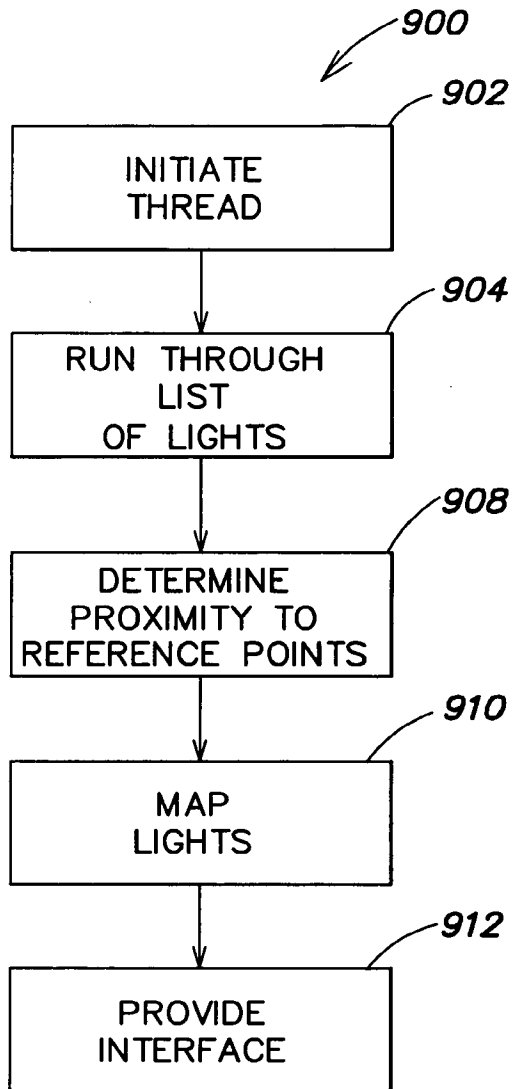 900
902
INITIATE
THREAD
904
RUN THROUGH
LIST
OF LIGHTS
908
DETERMINE
PROXIMITY TO
REFERENCE POINTS
910
MAP
LIGHTS
912
PROVIDE
INTERFACE